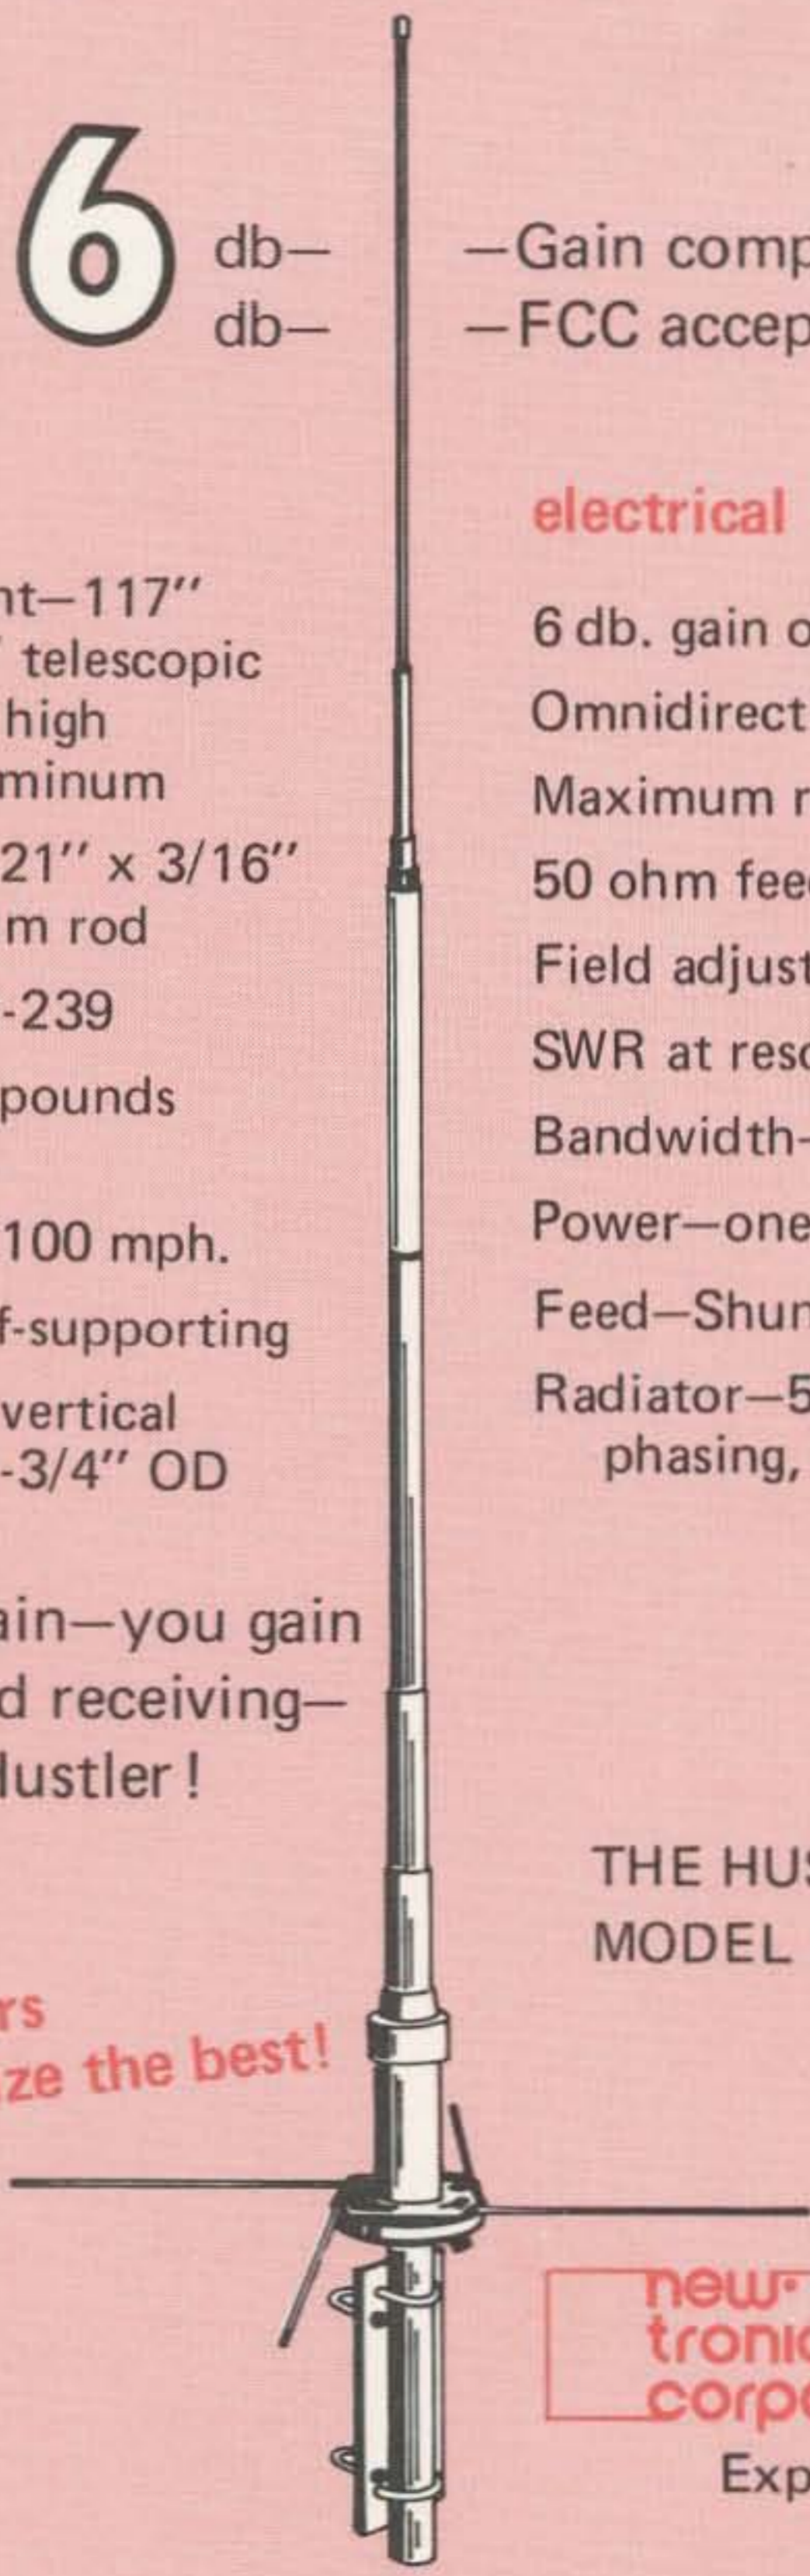 6
db— —Gain comp
db— —FCC accep
nt—117”
telescopic
high
minum
21” x 3/16”
m rod
-239
pounds
100 mph.
f-supporting
vertical
-3/4” OD
ain—you gain
d receiving—
Hustler!
rs
ze the best!
electrical
6 db. gain o
Omnidirect
Maximum r
50 ohm feed
Field adjust
SWR at reso
Bandwidth-
Power—one
Feed—Shun
Radiator—5
phasing,
THE HUS
MODEL
new-
tronic
corpo
Exp